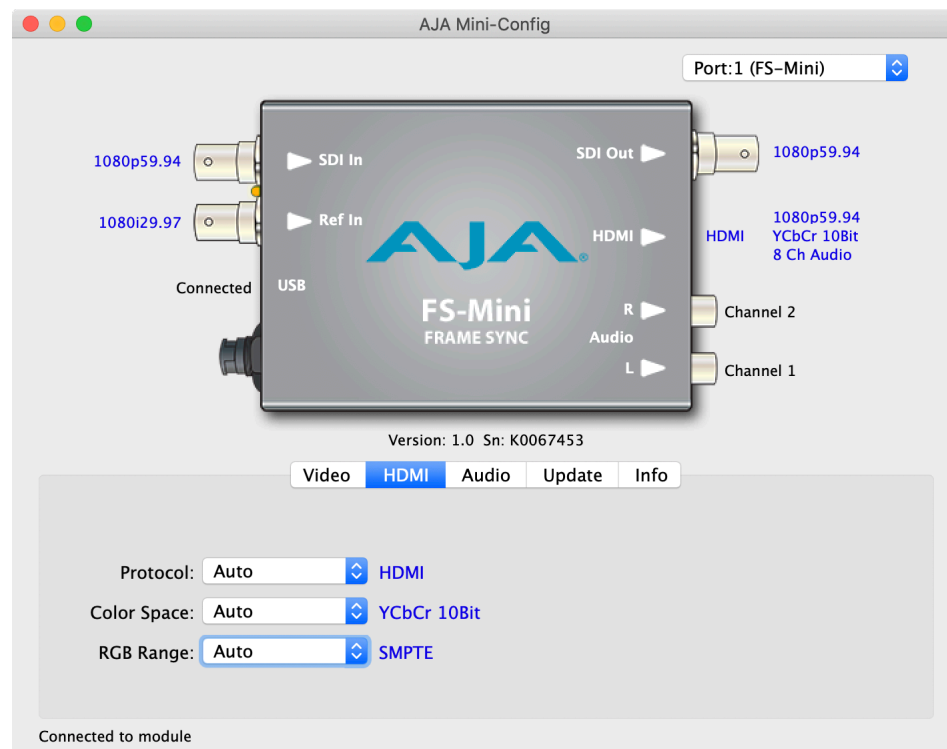 AJA Mini-Config
Port:1 (FS-Mini)
1080p59.94
SDI In
SDI Out
1080p59.94
1080i29.97
Ref In
HDMI
HDMI
1080p59.94
YCbCr 10Bit
8 Ch Audio
AJA®
Connected
USB
FS-Mini
FRAME SYNC
R
Channel 2
Audio
L
Channel 1
Version: 1.0 Sn: K0067453
Video
HDMI
Audio
Update
Info
Protocol: Auto HDMI
Color Space: Auto YCbCr 10Bit
RGB Range: Auto SMPTE
Connected to module